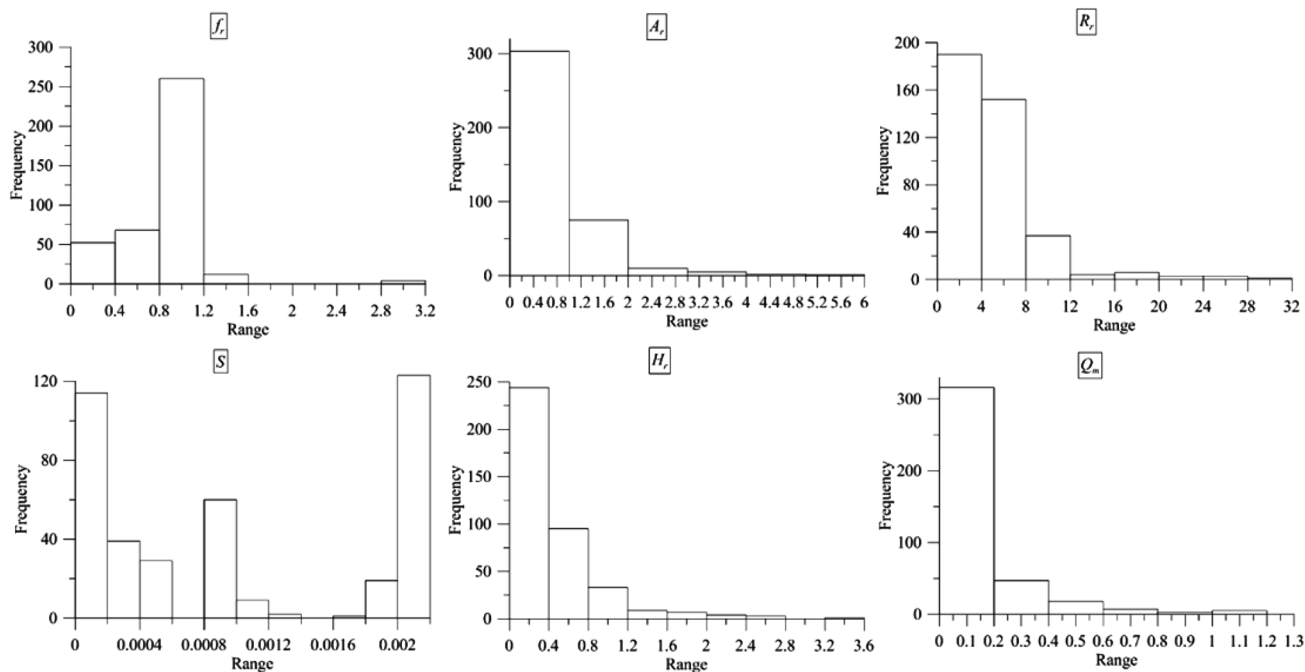 f_r
300
250
200
150
100
50
0
Frequency
0 0.4 0.8 1.2 1.6 2 2.4 2.8 3.2
Range
A_r
300
200
100
0
Frequency
0 0.4 0.8 1.2 1.6 2 2.4 2.8 3.2 3.6 4 4.4 4.8 5.2 5.6 6
Range
R_r
200
160
120
80
40
0
Frequency
0 4 8 12 16 20 24 28 32
Range
S
120
80
40
0
Frequency
0 0.0004 0.0008 0.0012 0.0016 0.002
Range
H_r
250
200
150
100
50
0
Frequency
0 0.4 0.8 1.2 1.6 2 2.4 2.8 3.2 3.6
Range
Q_m
300
200
100
0
Frequency
0 0.1 0.2 0.3 0.4 0.5 0.6 0.7 0.8 0.9 1 1.1 1.2 1.3
Range